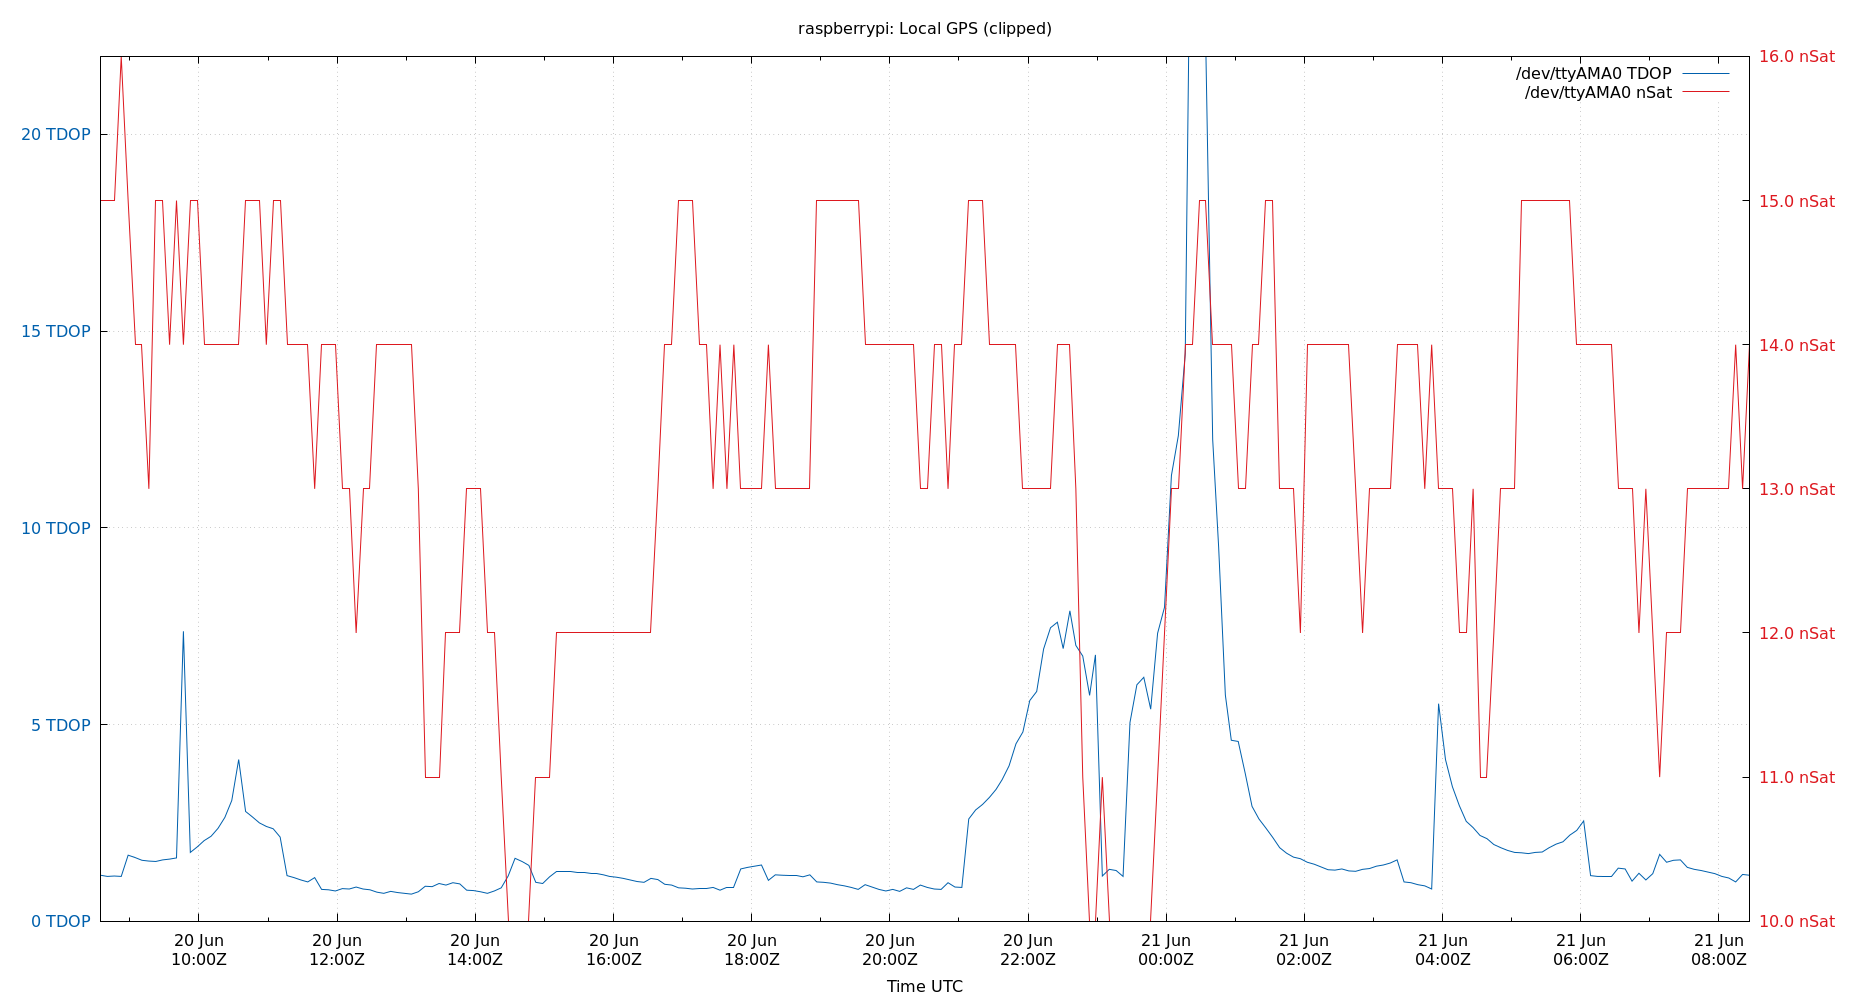 raspberrypi: Local GPS (clipped)
16.0 nSat
/dev/ttyAMA0 TDOP
/dev/ttyAMA0 nSat
20 TDOP
15.0 nSat
15 TDOP
14.0 nSat
13.0 nSat
10 TDOP
12.0 nSat
5 TDOP
11.0 nSat
0 TDOP
10.0 nSat
20 Jun 20 Jun 20 Jun 20 Jun 20 Jun 20 Jun 20 Jun 21 Jun 21 Jun 21 Jun 21 Jun 21 Jun
10:00Z 12:00Z 14:00Z 16:00Z 18:00Z 20:00Z 22:00Z 00:00Z 02:00Z 04:00Z 06:00Z 08:00Z
Time UTC